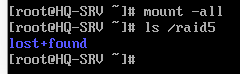 [root@HQ-SRV ~]# mount -all
[root@HQ-SRV ~]# ls /raid5
lost+found
[root@HQ-SRV ~]#